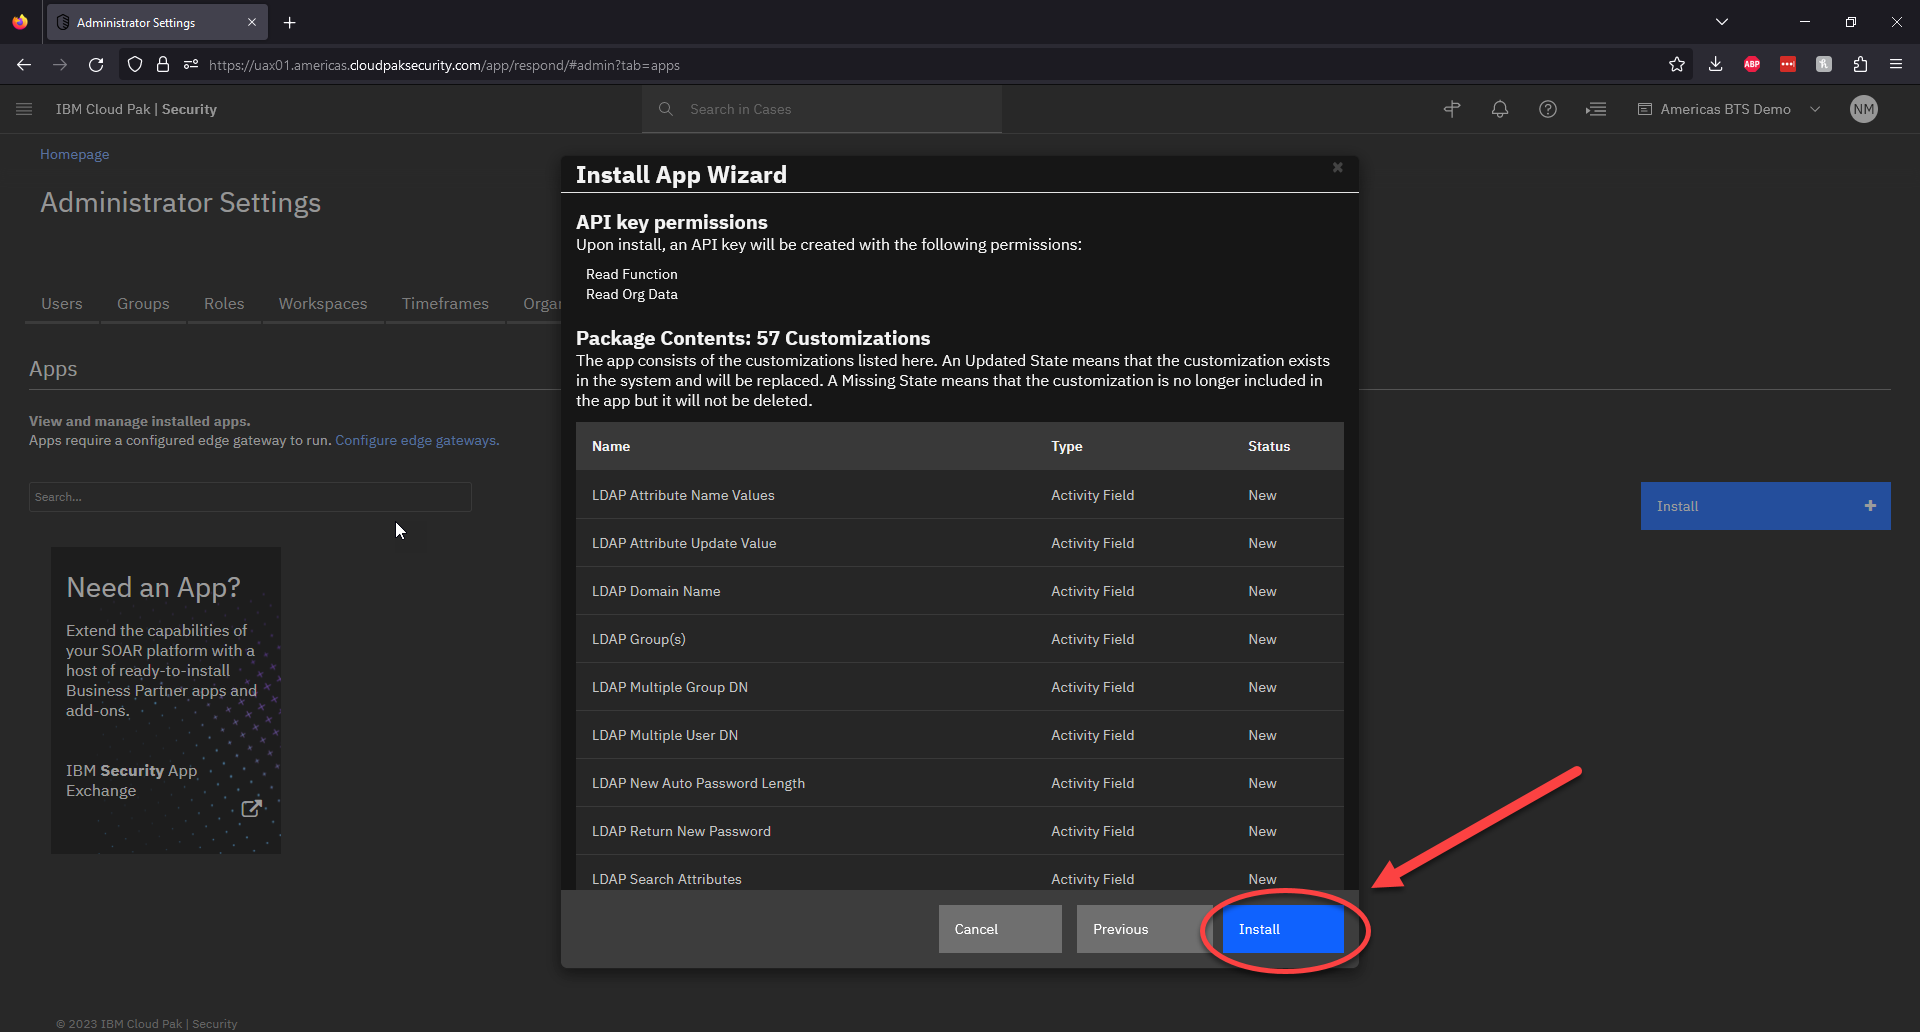 Administrator Settings
https://uax01.americas.cloudpaksecurity.com/app/respond/#admin?tab=apps
ABP
IBM Cloud Pak | Security
Search in Cases
Americas BTS Demo
NM
Homepage
Administrator Settings
Users
Groups
Roles
Workspaces
Timeframes
Organ
Apps
View and manage installed apps.
Apps require a configured edge gateway to run. Configure edge gateways.
Search...
Install
Need an App?
Extend the capabilities of
your SOAR platform with a
host of ready-to-install
Business Partner apps and
add-ons.
IBM Security App
Exchange
Install App Wizard
API key permissions
Upon install, an API key will be created with the following permissions:
Read Function
Read Org Data
Package Contents: 57 Customizations
The app consists of the customizations listed here. An Updated State means that the customization exists
in the system and will be replaced. A Missing State means that the customization is no longer included in
the app but it will not be deleted.
Name Type Status
LDAP Attribute Name Values Activity Field New
LDAP Attribute Update Value Activity Field New
LDAP Domain Name Activity Field New
LDAP Group(s) Activity Field New
LDAP Multiple Group DN Activity Field New
LDAP Multiple User DN Activity Field New
LDAP New Auto Password Length Activity Field New
LDAP Return New Password Activity Field New
LDAP Search Attributes Activity Field New
Cancel
Previous
Install
© 2023 IBM Cloud Pak | Security